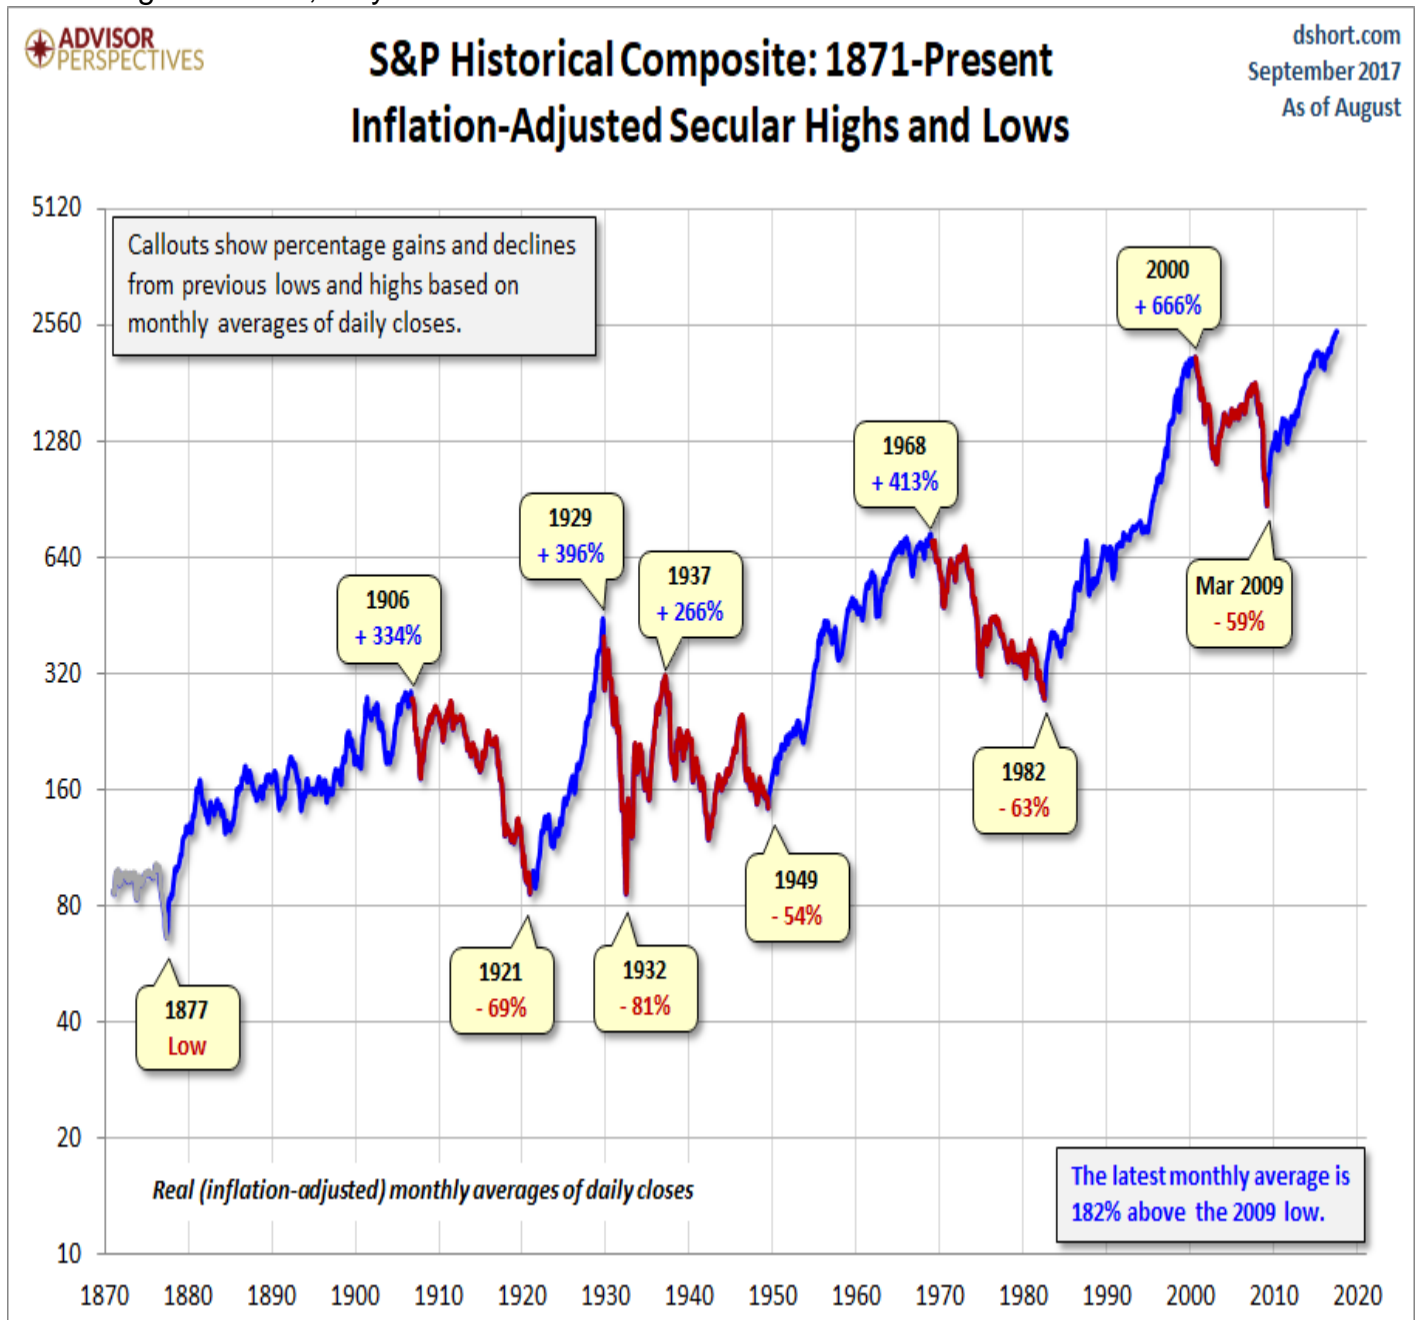 ADVISOR
PERSPECTIVES
S&P Historical Composite: 1871-Present
Inflation-Adjusted Secular Highs and Lows
dshort.com
September 2017
As of August
Callouts show percentage gains and declines
from previous lows and highs based on
monthly averages of daily closes.
5120
2560
1280
640
320
160
80
40
20
10
1877
Low
1906
+ 334%
1921
- 69%
1929
+ 396%
1932
- 81%
1937
+ 266%
1949
- 54%
1968
+ 413%
1982
- 63%
2000
+ 666%
Mar 2009
- 59%
Real (inflation-adjusted) monthly averages of daily closes
The latest monthly average is
182% above the 2009 low.
1870 1880 1890 1900 1910 1920 1930 1940 1950 1960 1970 1980 1990 2000 2010 2020